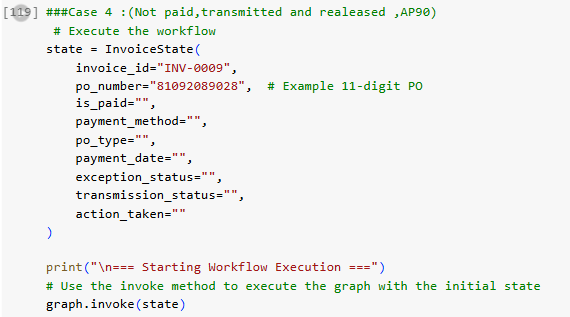 [119] ###Case 4 :(Not paid,transmitted and realeased ,AP90)
# Execute the workflow
state = InvoiceState(
invoice_id="INV-0009",
po_number="81092089028",  # Example 11-digit PO
is_paid="",
payment_method="",
po_type="",
payment_date="",
exception_status="",
transmission_status="",
action_taken=""
)
print("\n=== Starting Workflow Execution ===")
# Use the invoke method to execute the graph with the initial state
graph.invoke(state)